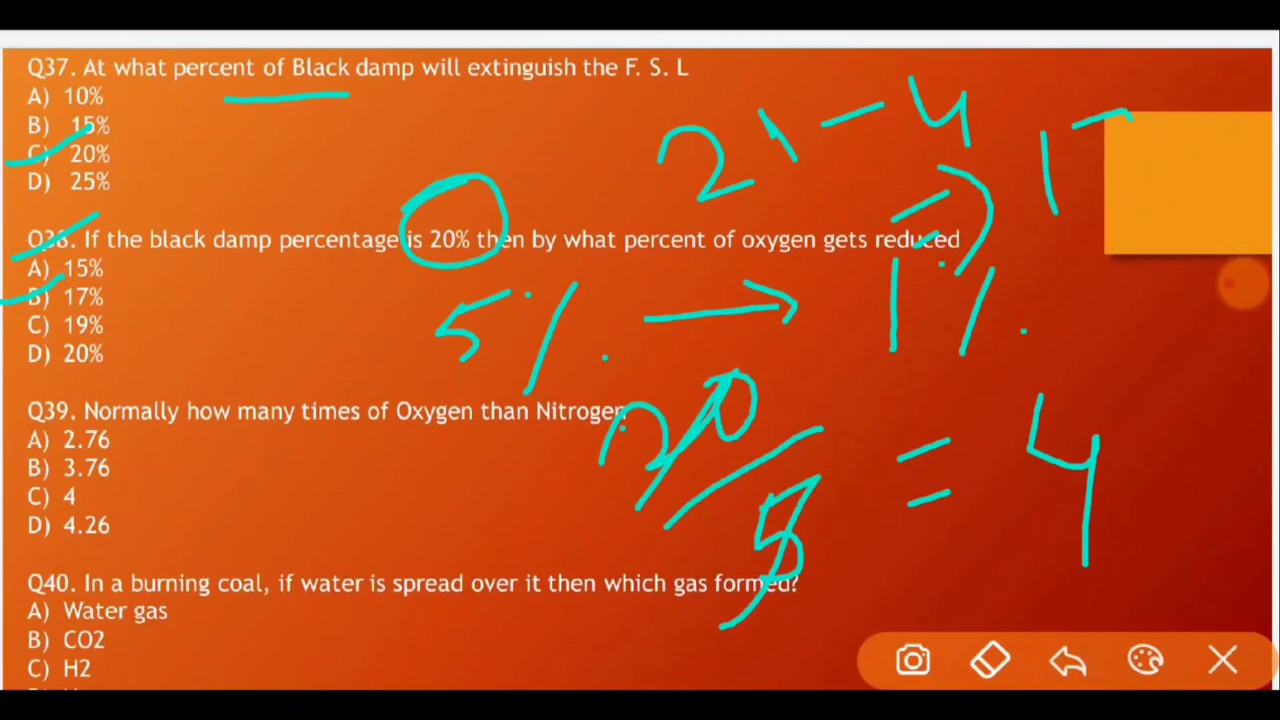 Q37. At what percent of Black damp will extinguish the F. S. L
A) 10%
B) 15%
C) 20%
D) 25%
21 - 4
= 17
Q38. If the black damp percentage is 20% then by what percent of oxygen gets reduced
A) 15%
B) 17%
C) 19%
D) 20%
5% → 1%
20/5 = 4
Q39. Normally how many times of Oxygen than Nitrogen
A) 2.76
B) 3.76
C) 4
D) 4.26
Q40. In a burning coal, if water is spread over it then which gas formed?
A) Water gas
B) CO2
C) H2